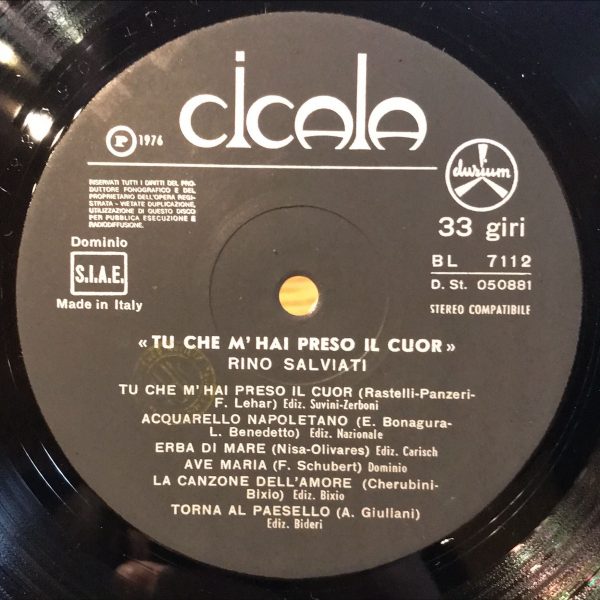 cicala
P 1976
durium
RISERVATI TUTTI I DIRITTI DEL PRO-
DUTTORE FONOGRAFICO E DEL
PROPRIETARIO DELL'OPERA REGI-
STRATA - VIETATE DUPLICAZIONE,
UTILIZZAZIONE DI QUESTO DISCO
PER PUBBLICA ESECUZIONE E
RADIODIFFUSIONE.
33 giri
Dominio
S.I.A.E.
Made in Italy
BL 7112
D. St. 050881
STEREO COMPATIBILE
« TU CHE M'HAI PRESO IL CUOR »
RINO SALVIATI
TU CHE M'HAI PRESO IL CUOR (Rastelli-Panzeri-
F. Lehar) Ediz. Suvini-Zerboni
ACQUARELLO NAPOLETANO (E. Bonagura-
L. Benedetto) Ediz. Nazionale
ERBA DI MARE (Nisa-Olivares) Ediz. Carisch
AVE MARIA (F. Schubert) Dominio
LA CANZONE DELL'AMORE (Cherubini-
Bixio) Ediz. Bixio
TORNA AL PAESELLO (A. Giuliani)
Ediz. Bideri